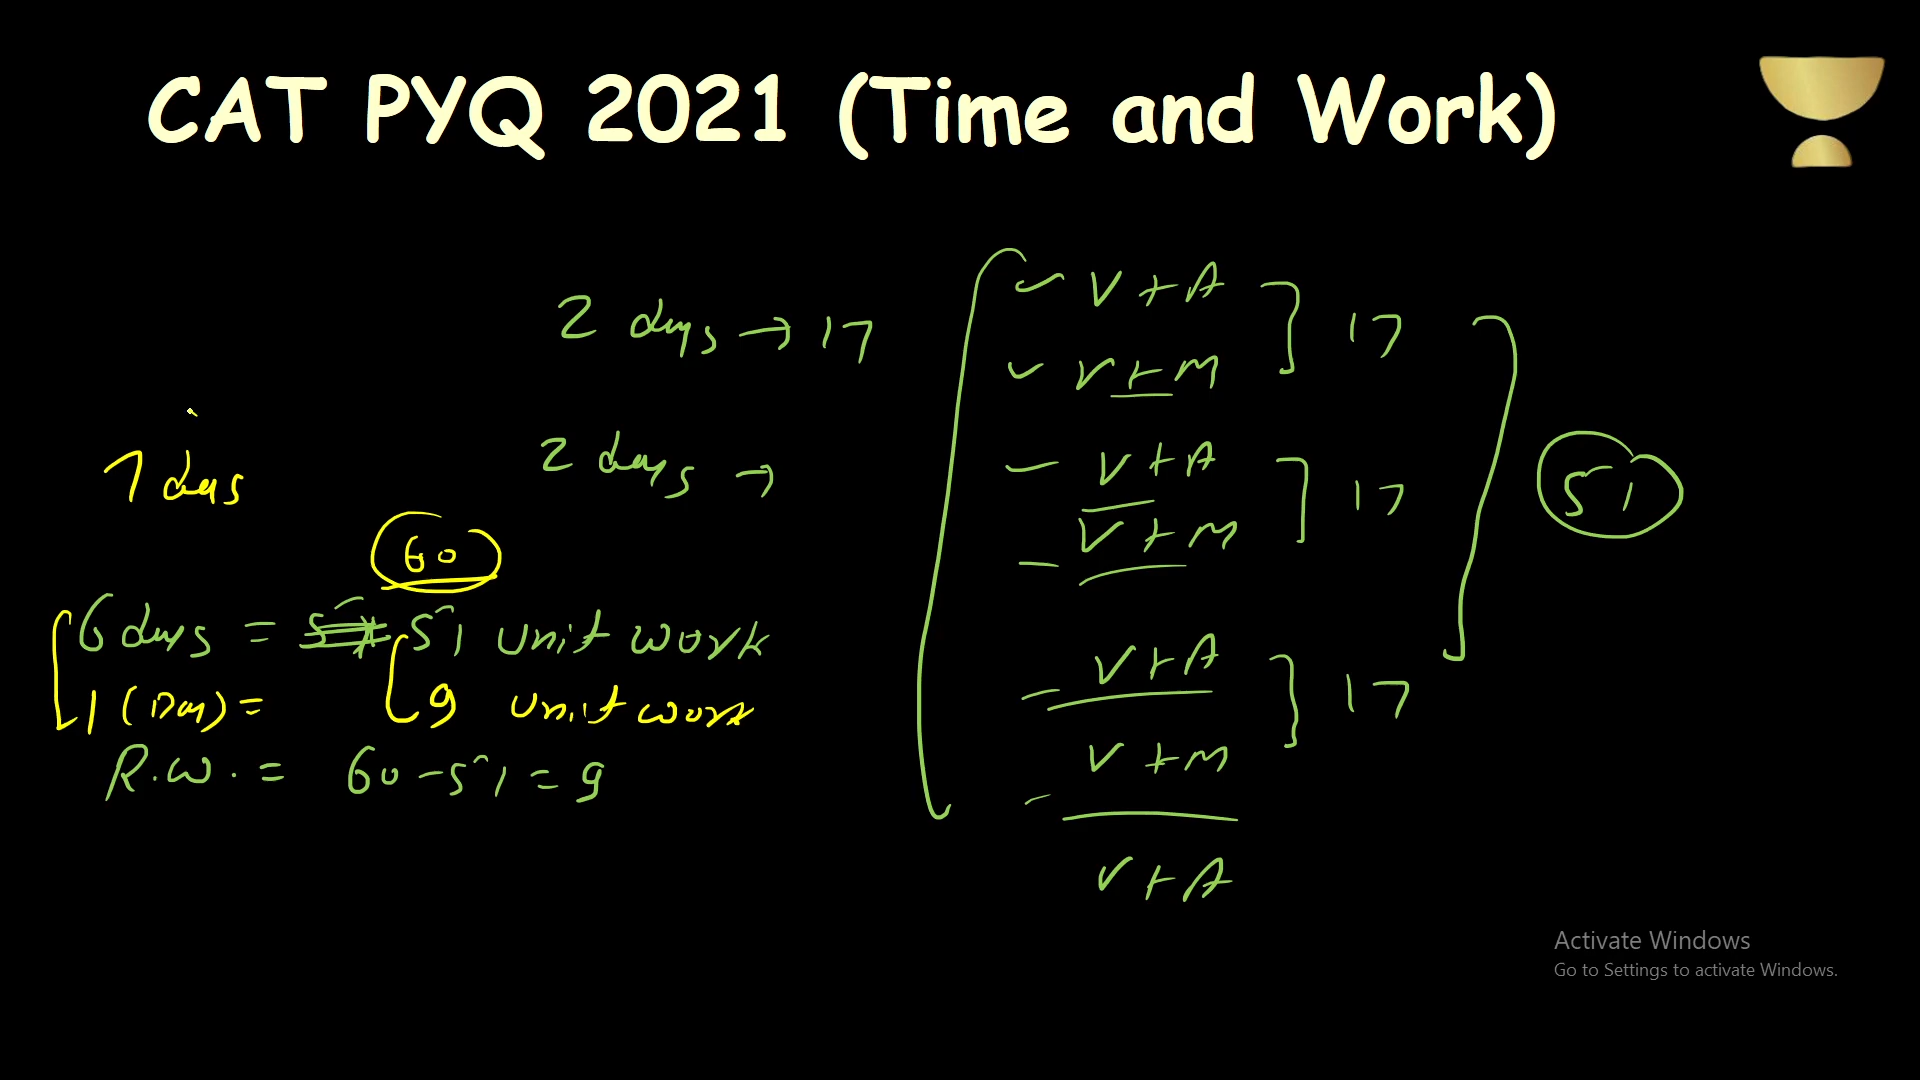 CAT PYQ 2021 (Time and Work)
2 days → 17
2 days →
7 days
60
6 days = 51 unit work
1 (Day) = 9 unit work
R.W. = 60 - 51 = 9
V + A
V + m
17
V + A
V + m
17
V + A
V + m
17
51
V + A
Activate Windows
Go to Settings to activate Windows.